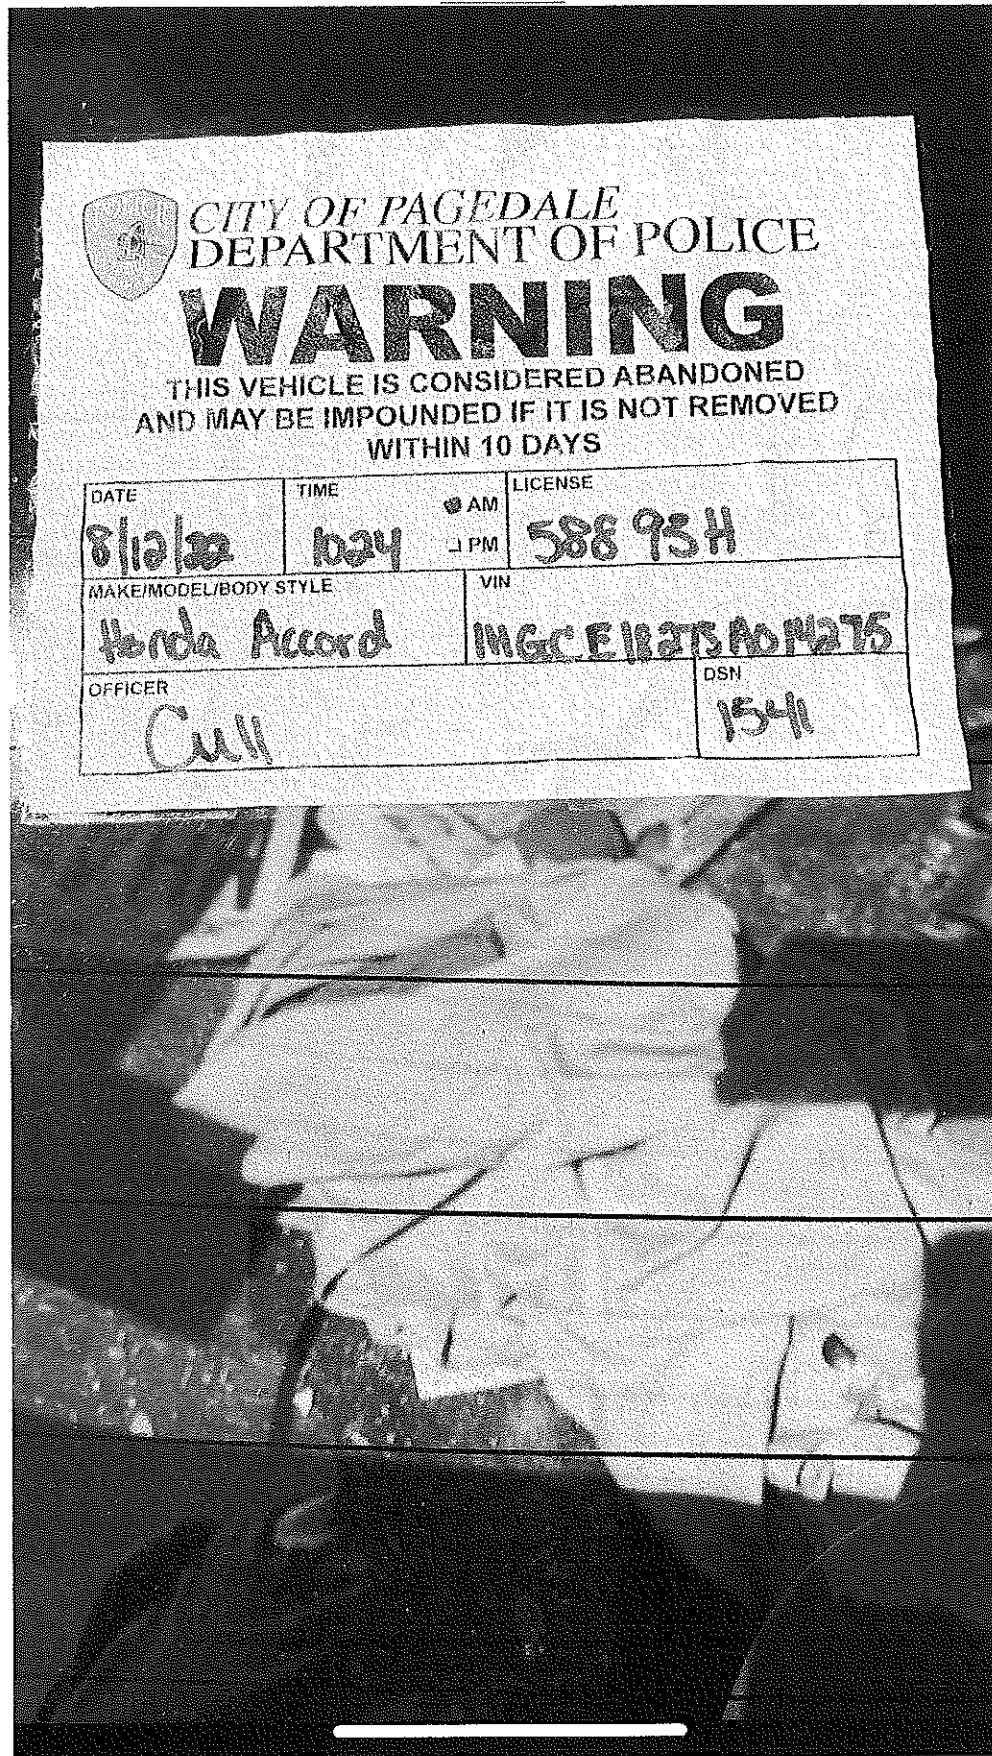 CITY OF PAGEDALE
DEPARTMENT OF POLICE
WARNING
THIS VEHICLE IS CONSIDERED ABANDONED
AND MAY BE IMPOUNDED IF IT IS NOT REMOVED
WITHIN 10 DAYS
DATE TIME AM LICENSE
8/12/22 1024 PM 588 93H
MAKE/MODEL/BODY STYLE VIN
Honda Accord
OFFICER DSN
Cull 1541